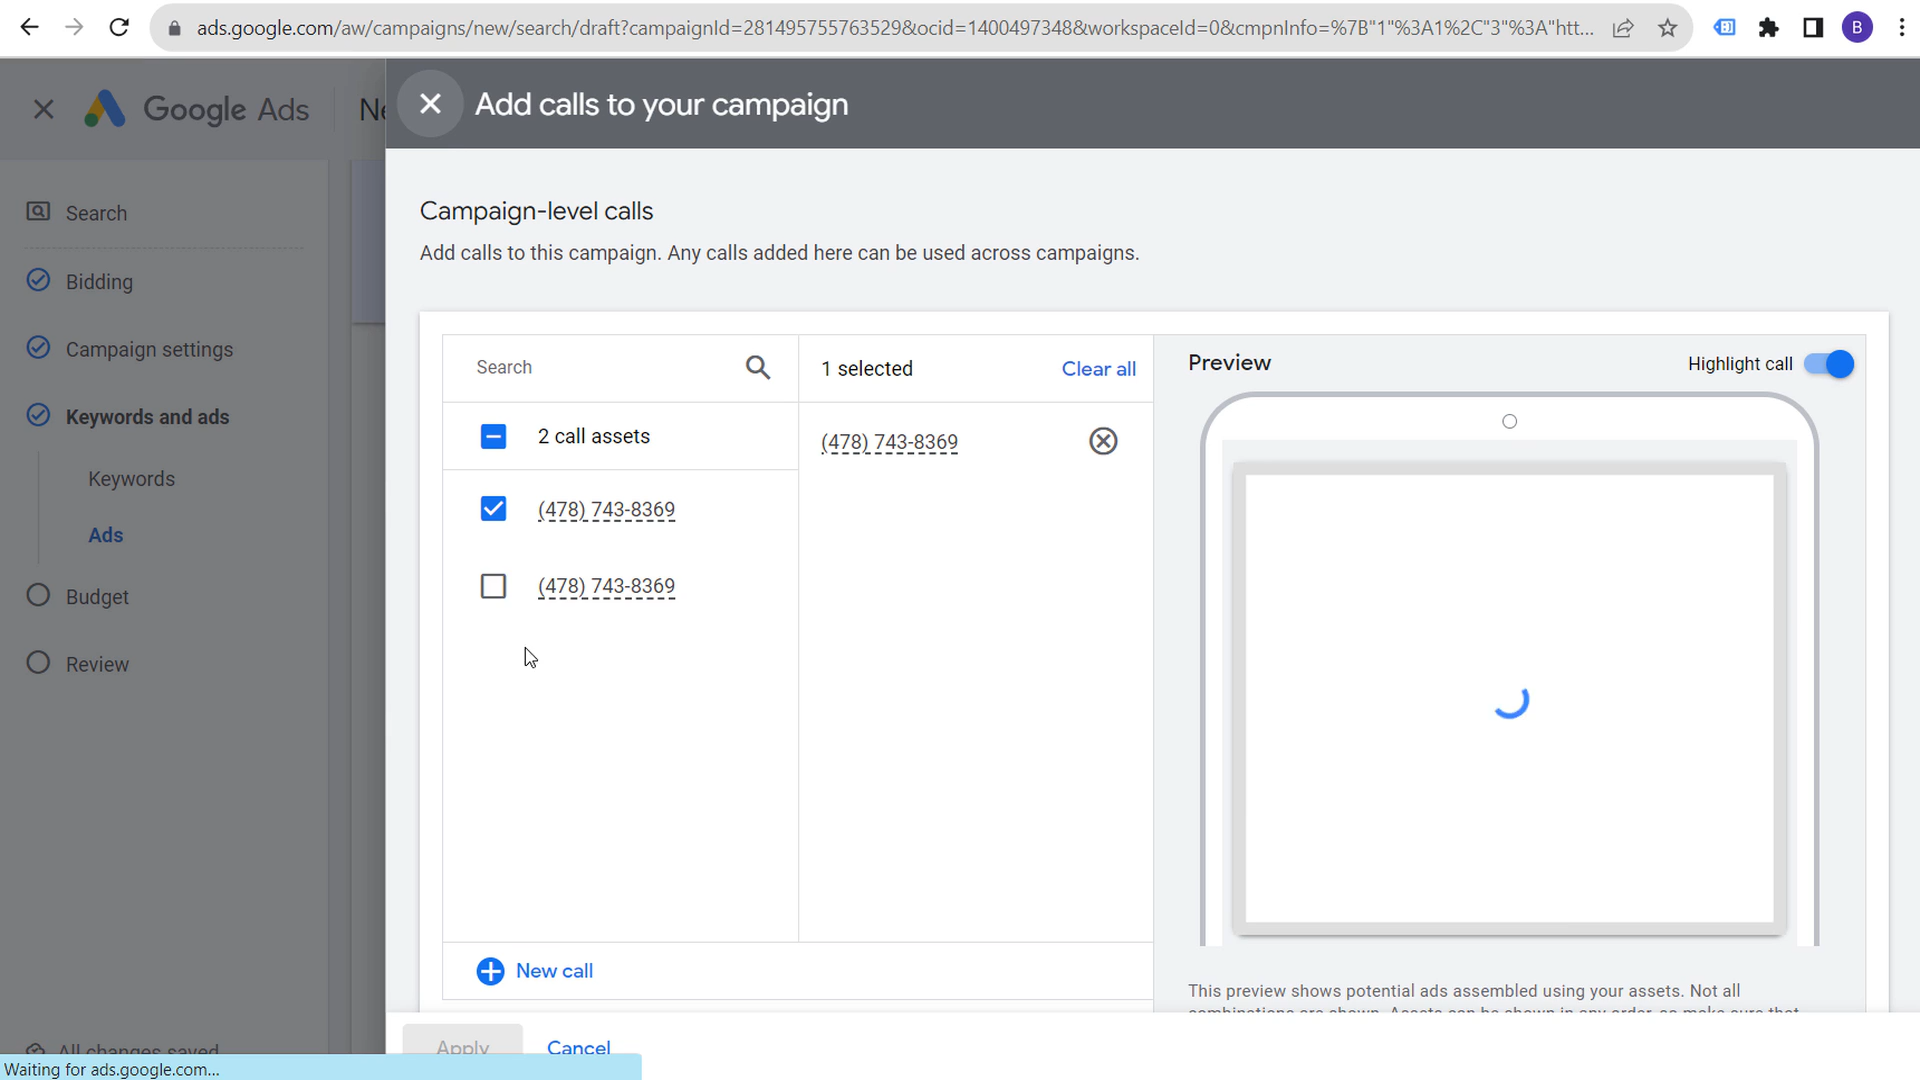 ads.google.com/aw/campaigns/new/search/draft?campaignId=281495755763529&ocid=1400497348&workspaceId=0&cmpnInfo=%7B"1"%3A1%2C"3"%3A"htt...
B
Google Ads
Ne
Add calls to your campaign
Search
Bidding
Campaign settings
Keywords and ads
Keywords
Ads
Budget
Review
All changes saved
Campaign-level calls
Add calls to this campaign. Any calls added here can be used across campaigns.
Search
1 selected
Clear all
2 call assets
(478) 743-8369
(478) 743-8369
(478) 743-8369
New call
Preview
Highlight call
This preview shows potential ads assembled using your assets. Not all
combinations are shown. Assets can be shown in any order, so make sure that
Apply
Cancel
Waiting for ads.google.com...